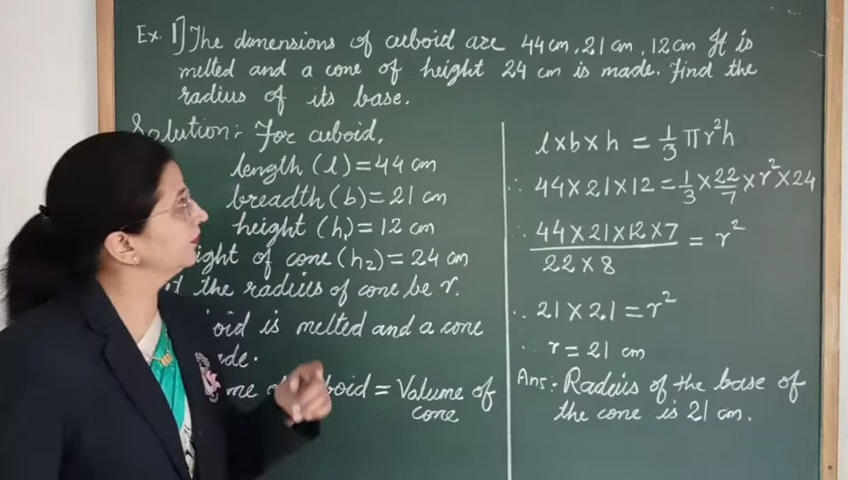 Ex. 1] The dimensions of cuboid are 44 cm, 21 cm, 12 cm It is
melted and a cone of height 24 cm is made. Find the
radius of its base.
Solution:- For cuboid,
length (l) = 44 cm
breadth (b) = 21 cm
height (h₁) = 12 cm
ight of cone (h₂) = 24 cm
t the radius of cone be r.
oid is melted and a cone
de.
me of cuboid = Volume of
cone
l×b×h = 1/3 πr²h
∴ 44×21×12 = 1/3 × 22/7 × r² × 24
∴ 44×21×12×7 / 22×8 = r²
∴ 21×21 = r²
∴ r = 21 cm
Ans:- Radius of the base of
the cone is 21 cm.